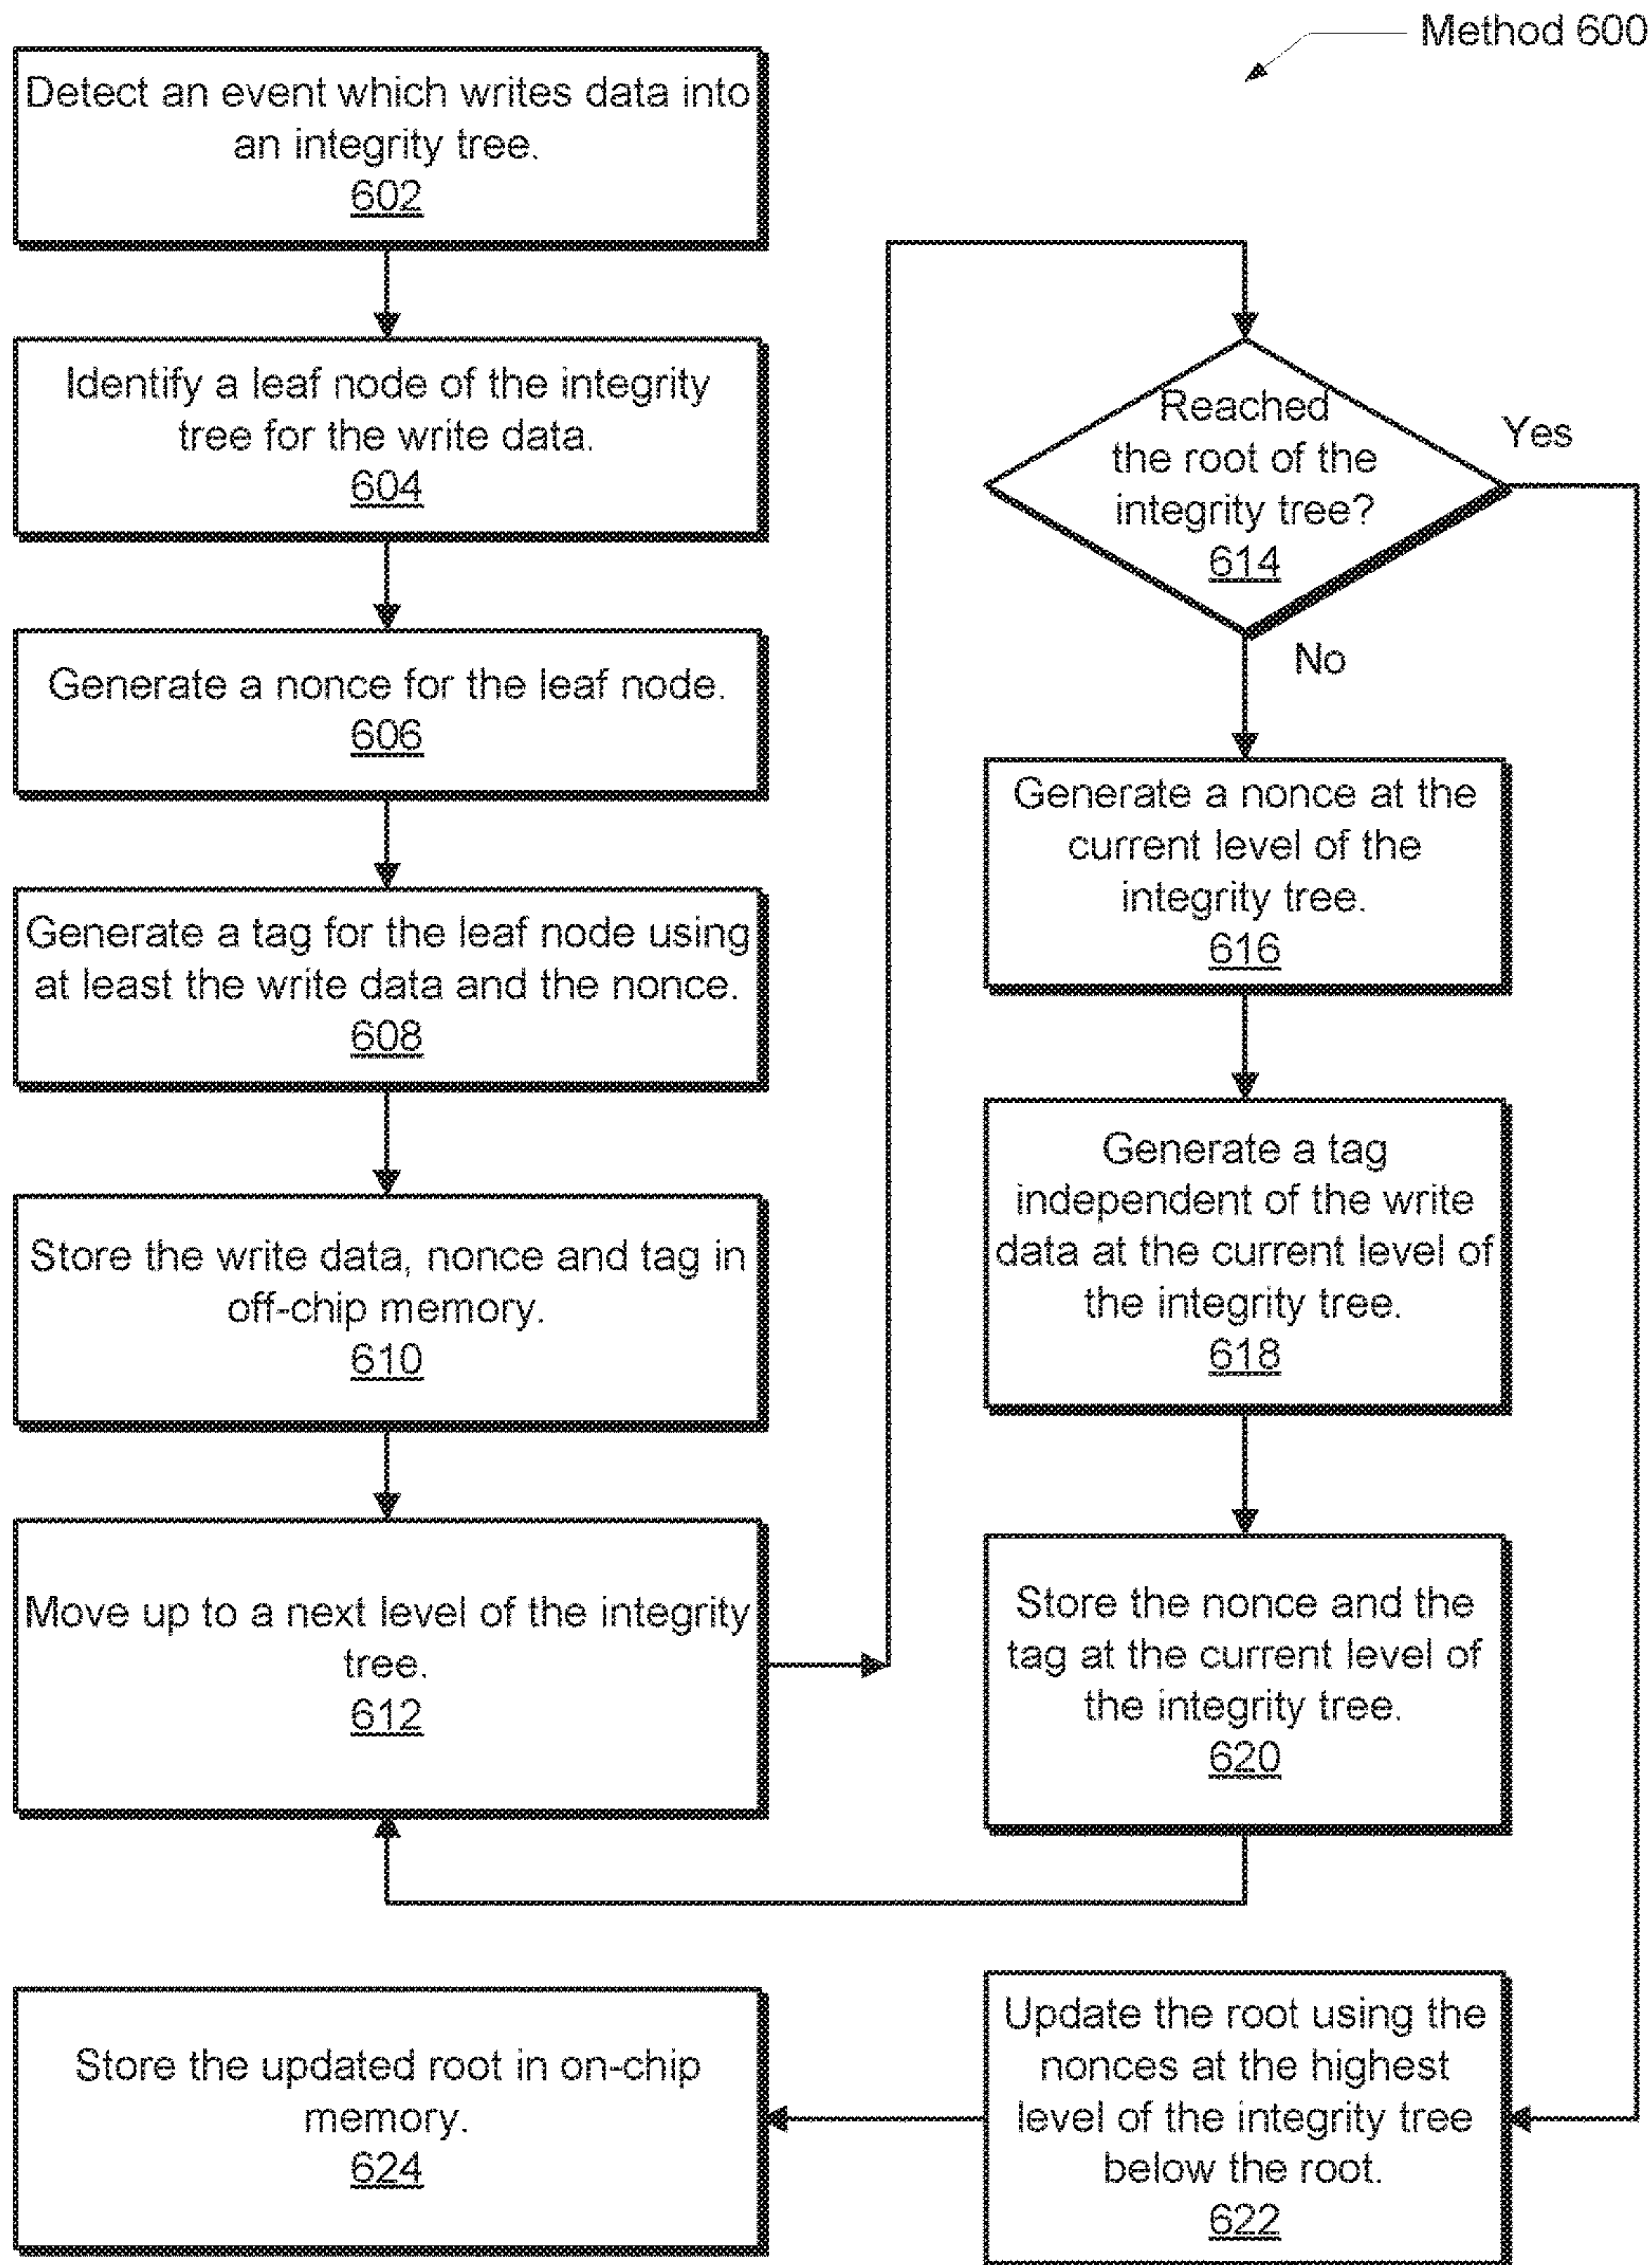 Method 600
Detect an event which writes data into
an integrity tree.
602
Identify a leaf node of the integrity
tree for the write data.
604
Generate a nonce for the leaf node.
606
Generate a tag for the leaf node using
at least the write data and the nonce.
608
Store the write data, nonce and tag in
off-chip memory.
610
Move up to a next level of the integrity
tree.
612
Reached
the root of the
integrity tree?
614
Yes
No
Generate a nonce at the
current level of the
integrity tree.
616
Generate a tag
independent of the write
data at the current level of
the integrity tree.
618
Store the nonce and the
tag at the current level of
the integrity tree.
620
Update the root using the
nonces at the highest
level of the integrity tree
below the root.
622
Store the updated root in on-chip
memory.
624